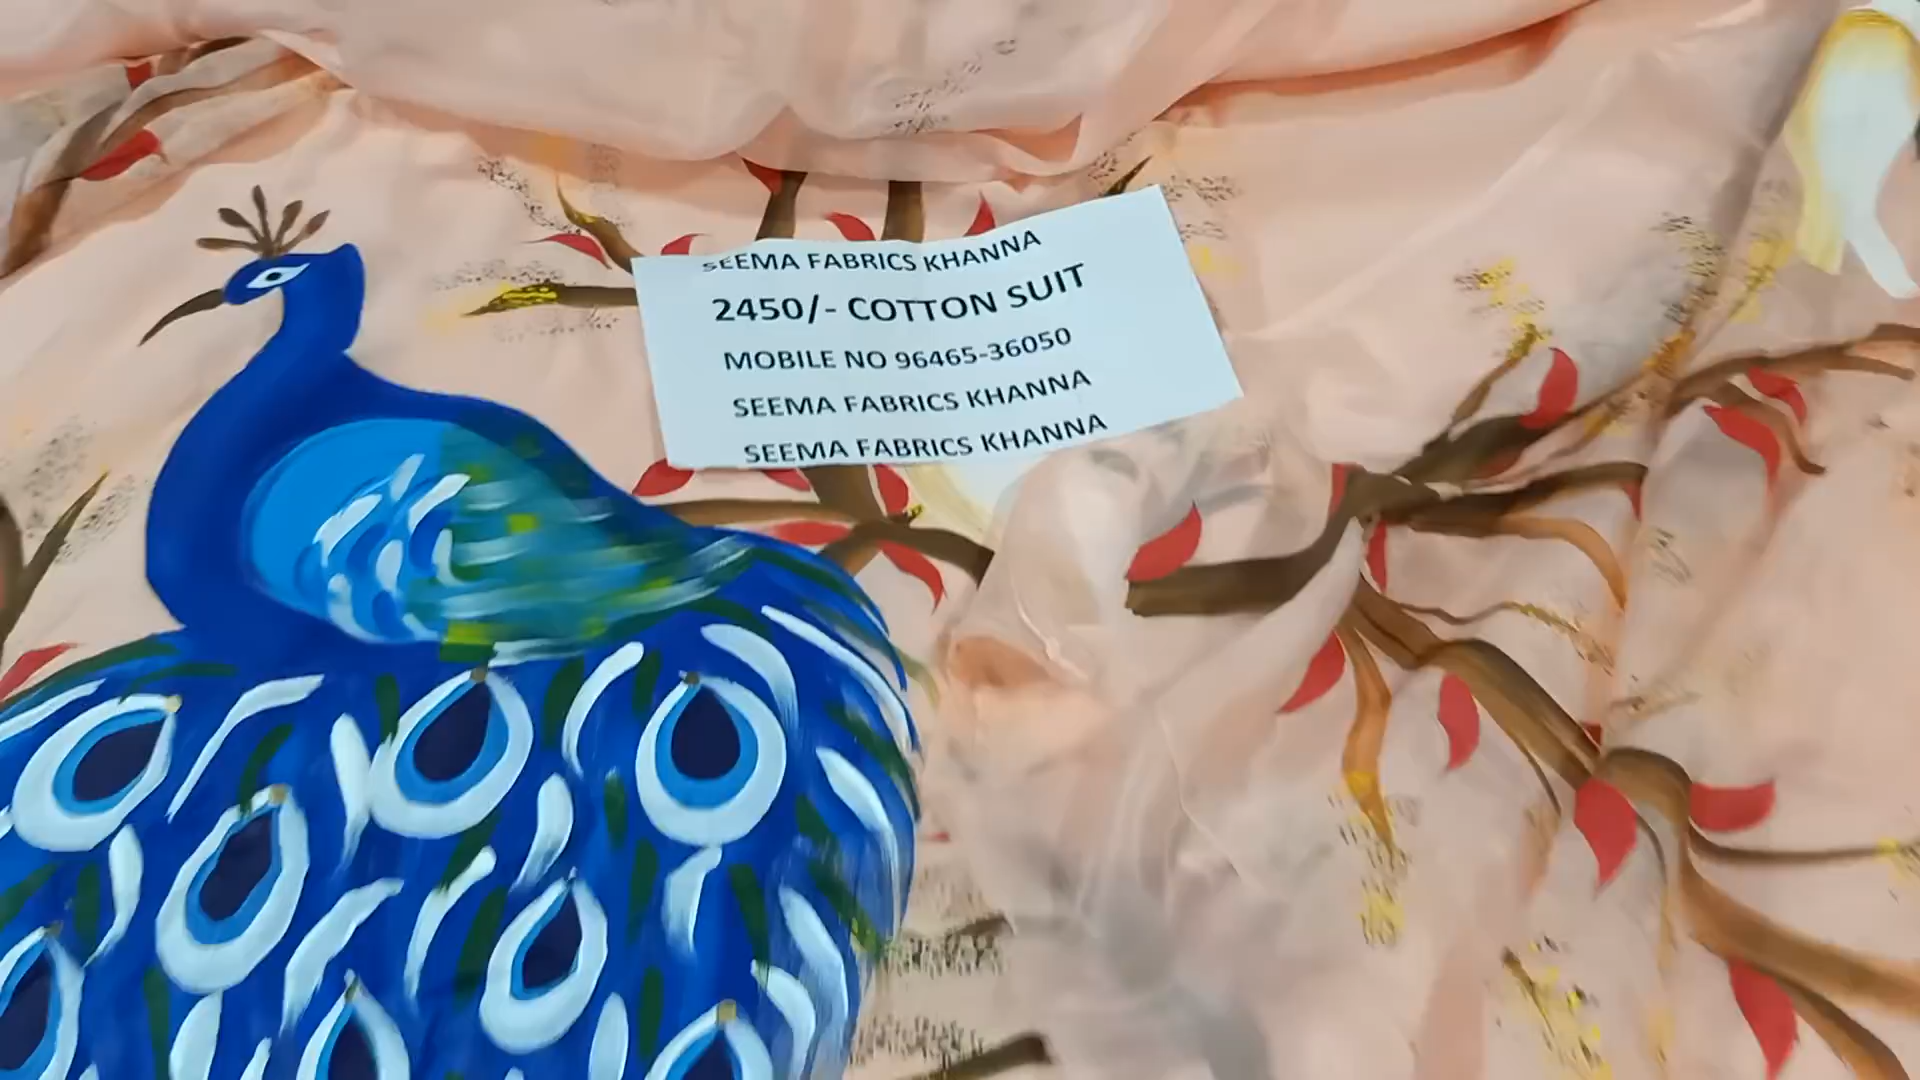 SEEMA FABRICS KHANNA
2450/- COTTON SUIT
MOBILE NO 96465-36050
SEEMA FABRICS KHANNA
SEEMA FABRICS KHANNA